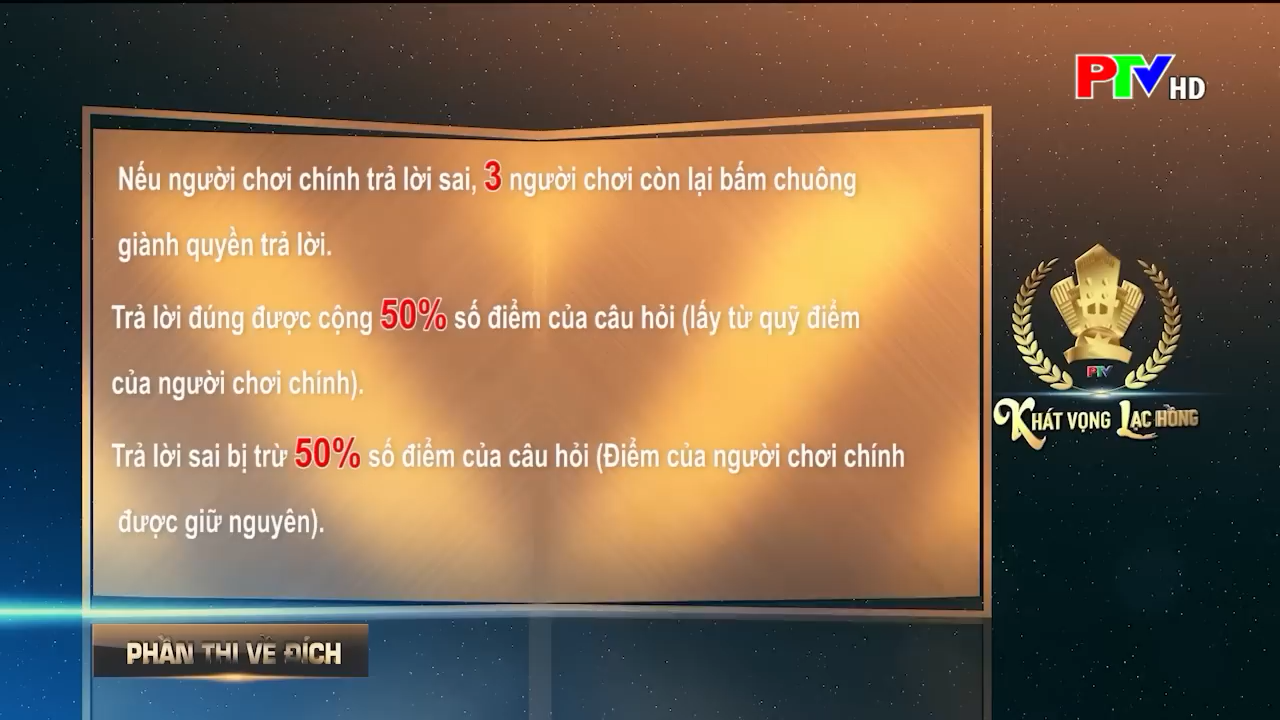 PTV HD
Nếu người chơi chính trả lời sai, 3 người chơi còn lại bấm chuông
giành quyền trả lời.
Trả lời đúng được cộng 50% số điểm của câu hỏi (lấy từ quỹ điểm
của người chơi chính).
Trả lời sai bị trừ 50% số điểm của câu hỏi (Điểm của người chơi chính
được giữ nguyên).
PTV
KHÁT VỌNG LẠC HỒNG
PHẦN THI VỀ ĐÍCH